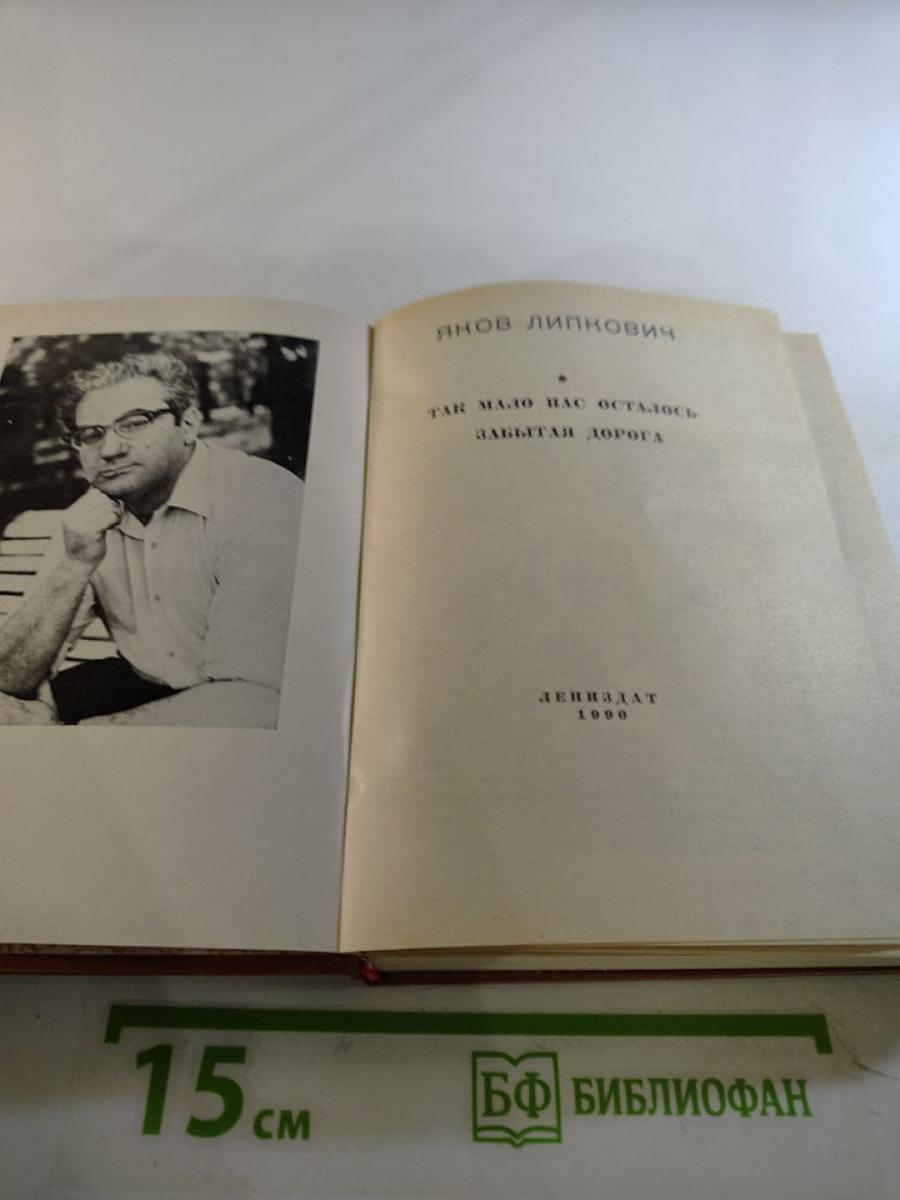 ЯКОВ ЛИПКОВИЧ
ТАК МАЛО НАС ОСТАЛОСЬ
ЗАБЫТАЯ ДОРОГА
ЛЕНИЗДАТ
1990
15 см
БФ БИБЛИОФАН